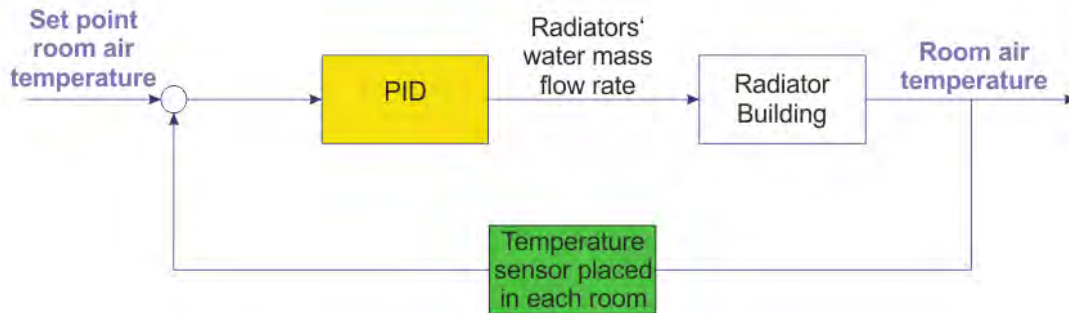 Set point
room air
temperature
PID
Radiators‘
water mass
flow rate
Radiator
Building
Room air
temperature
Temperature
sensor placed
in each room